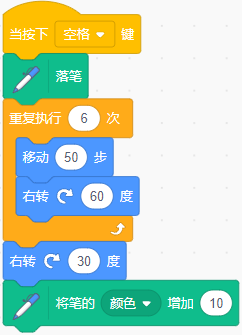 当按下 空格 键
落笔
重复执行 6 次
移动 50 步
右转 60 度
右转 30 度
将笔的 颜色 增加 10